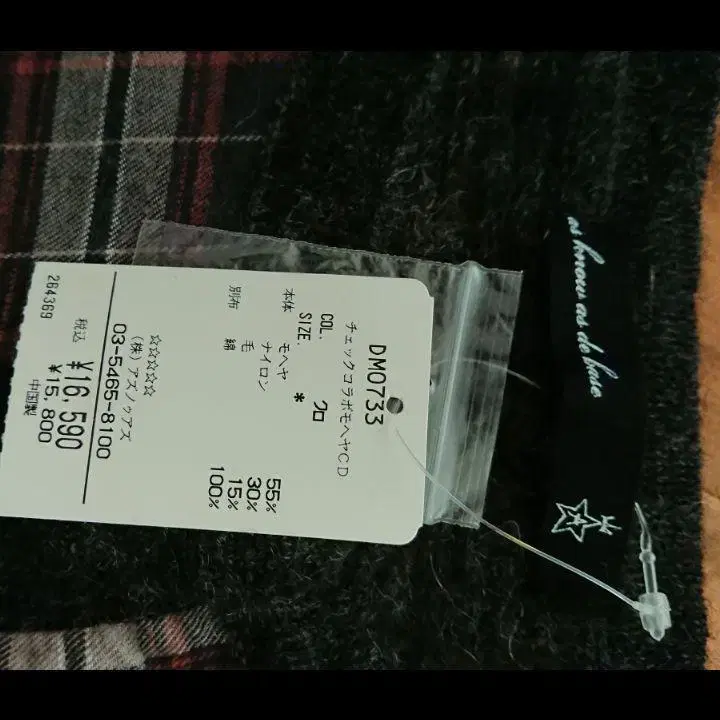 DM0733
チェックコラボモヘヤCD
COL. クロ
SIZE. *
本体 モヘヤ 55%
ナイロン 30%
毛 15%
別布 綿 100%
☆☆☆☆☆
(株)アズノゥアズ
03-5465-8100
税込 ¥16,590
¥15,800
中国製
264369
as know as de base